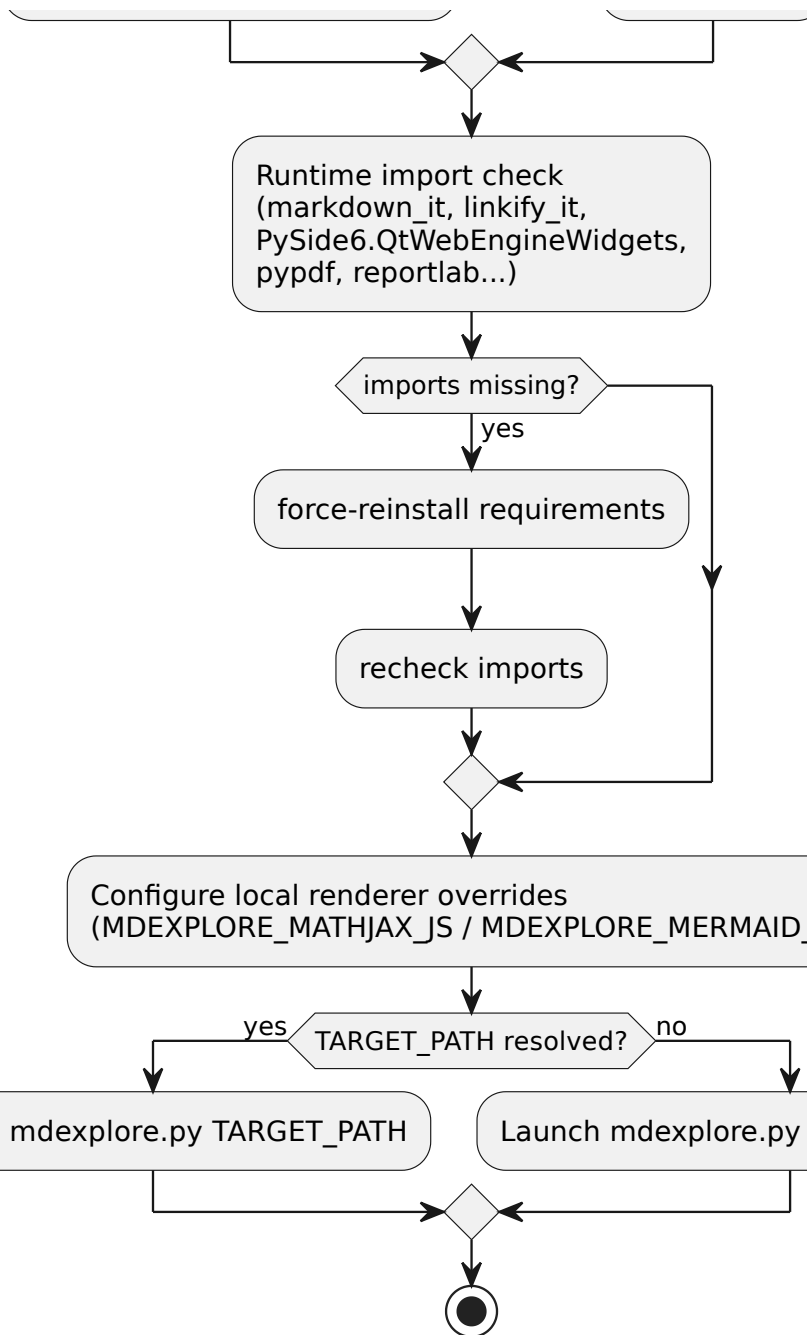 Runtime import check
(markdown_it, linkify_it,
PySide6.QtWebEngineWidgets,
pypdf, reportlab...)
imports missing?
yes
force-reinstall requirements
recheck imports
Configure local renderer overrides
(MDEXPLORE_MATHJAX_JS / MDEXPLORE_MERMAID_
yes
TARGET_PATH resolved?
no
mdexplore.py TARGET_PATH
Launch mdexplore.py